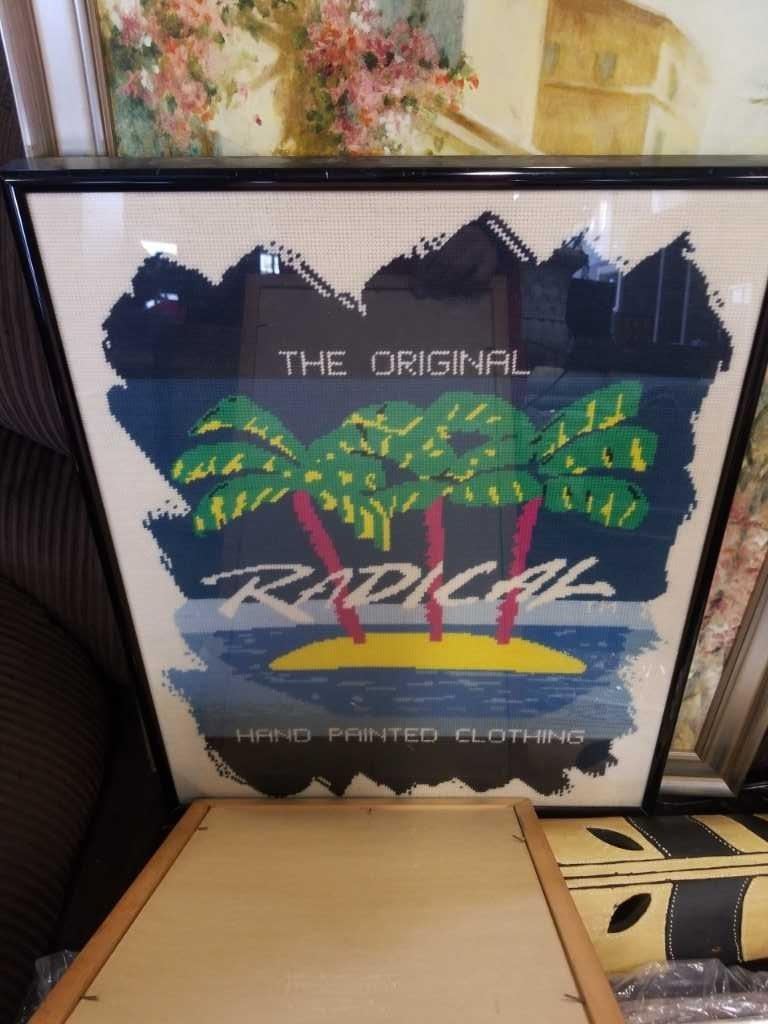 THE ORIGINAL
RADICAL TM
HAND PAINTED CLOTHING